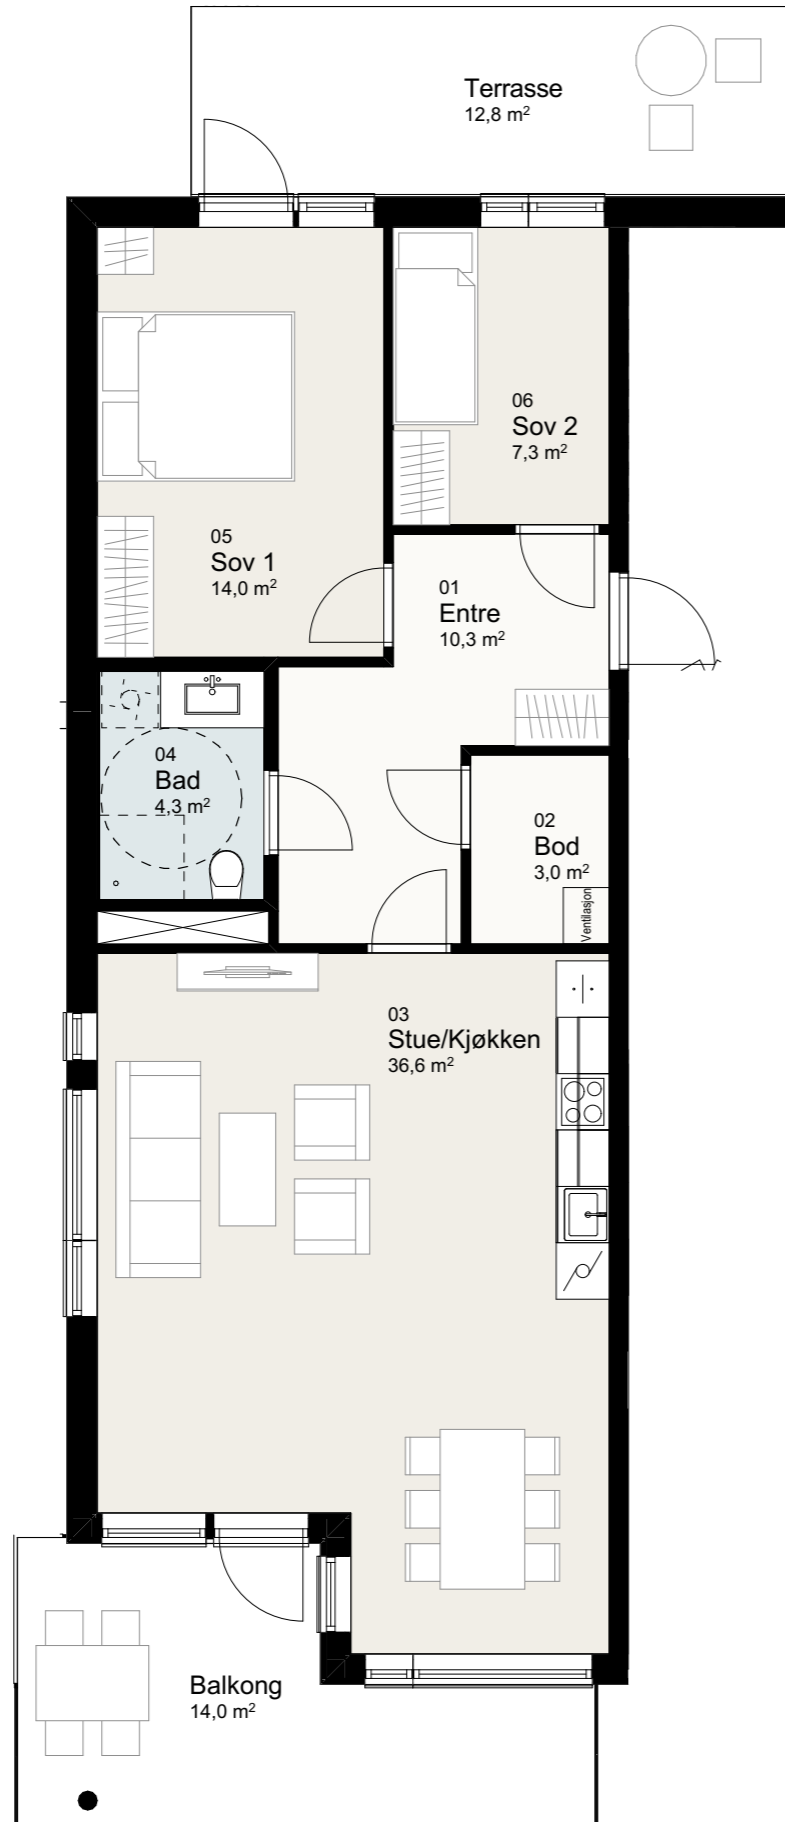 Terrasse
12,8 m²
06
Sov 2
7,3 m²
05
Sov 1
14,0 m²
01
Entre
10,3 m²
04
Bad
4,3 m²
02
Bod
3,0 m²
Ventilasjon
03
Stue/Kjøkken
36,6 m²
Balkong
14,0 m²